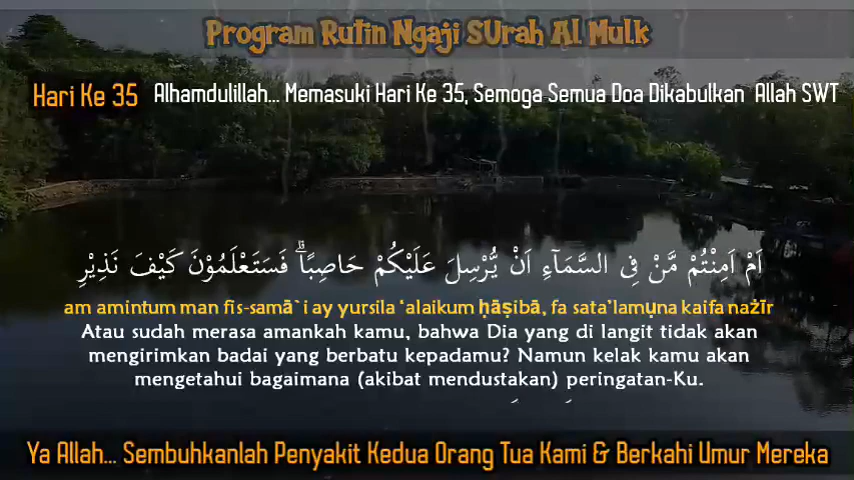 Program Rutin Ngaji SUrah Al Mulk
Hari Ke 35 Alhamdulillah... Memasuki Hari Ke 35, Semoga Semua Doa Dikabulkan Allah SWT
اَمْ اَمِنْتُمْ مَّنْ فِى السَّمَاۤءِ اَنْ يُّرْسِلَ عَلَيْكُمْ حَاصِبًاۗ فَسَتَعْلَمُوْنَ كَيْفَ نَذِيْرِ
am amintum man fis-samā`i ay yursila ‘alaikum ḥāṣibā, fa sata’lamụna kaifa nażīr
Atau sudah merasa amankah kamu, bahwa Dia yang di langit tidak akan
mengirimkan badai yang berbatu kepadamu? Namun kelak kamu akan
mengetahui bagaimana (akibat mendustakan) peringatan-Ku.
Ya Allah... Sembuhkanlah Penyakit Kedua Orang Tua Kami & Berkahi Umur Mereka